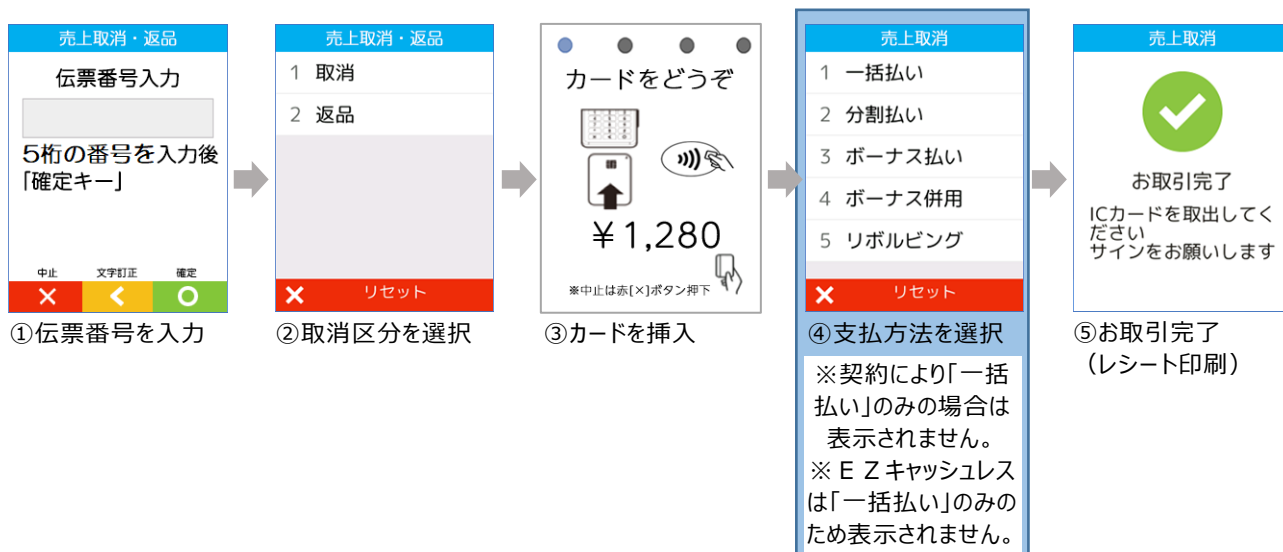 売上取消・返品
伝票番号入力
5桁の番号を入力後
「確定キー」
中止 文字訂正 確定
①伝票番号を入力
売上取消・返品
1 取消
2 返品
リセット
②取消区分を選択
カードをどうぞ
¥1,280
※中止は赤[×]ボタン押下
③カードを挿入
売上取消
1 一括払い
2 分割払い
3 ボーナス払い
4 ボーナス併用
5 リボルビング
リセット
④支払方法を選択
※契約により「一括
払い」のみの場合は
表示されません。
※EZキャッシュレス
は「一括払い」のみの
ため表示されません。
売上取消
お取引完了
ICカードを取出してく
ださい
サインをお願いします
⑤お取引完了
（レシート印刷）